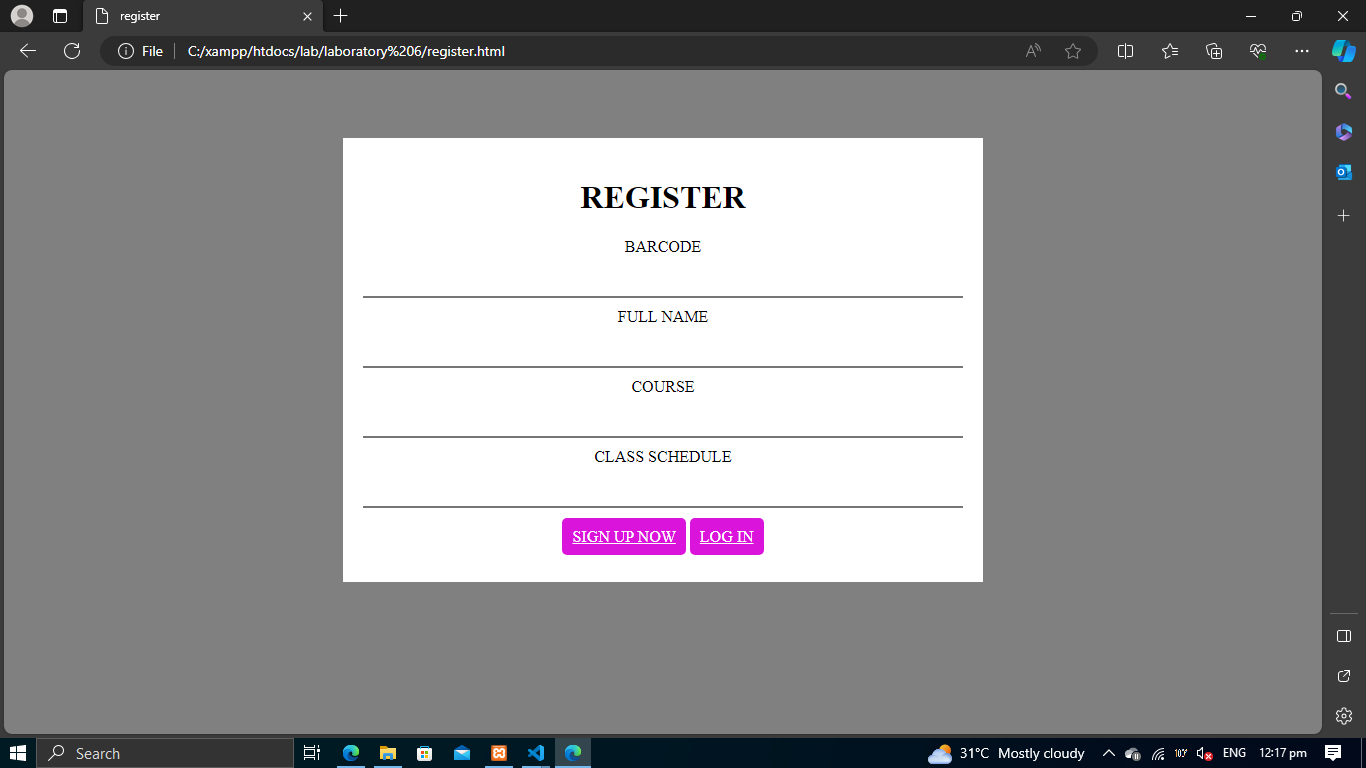 register
File
C:/xampp/htdocs/lab/laboratory%206/register.html
REGISTER
BARCODE
FULL NAME
COURSE
CLASS SCHEDULE
SIGN UP NOW LOG IN
Search
31°C Mostly cloudy
ENG
12:17 pm